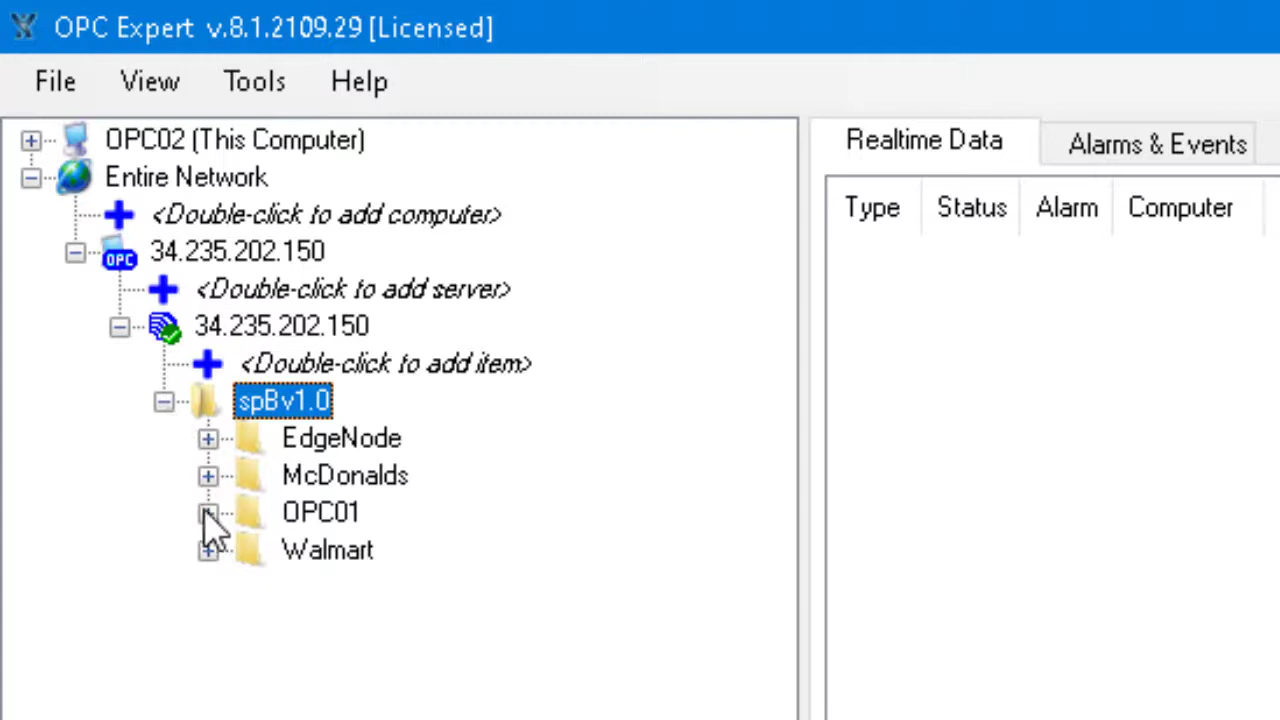 OPC Expert v.8.1.2109.29 [Licensed]
File View Tools Help
OPC02 (This Computer)
Entire Network
<Double-click to add computer>
34.235.202.150
<Double-click to add server>
34.235.202.150
<Double-click to add item>
spBv1.0
EdgeNode
McDonalds
OPC01
Walmart
Realtime Data Alarms & Events
Type Status Alarm Computer